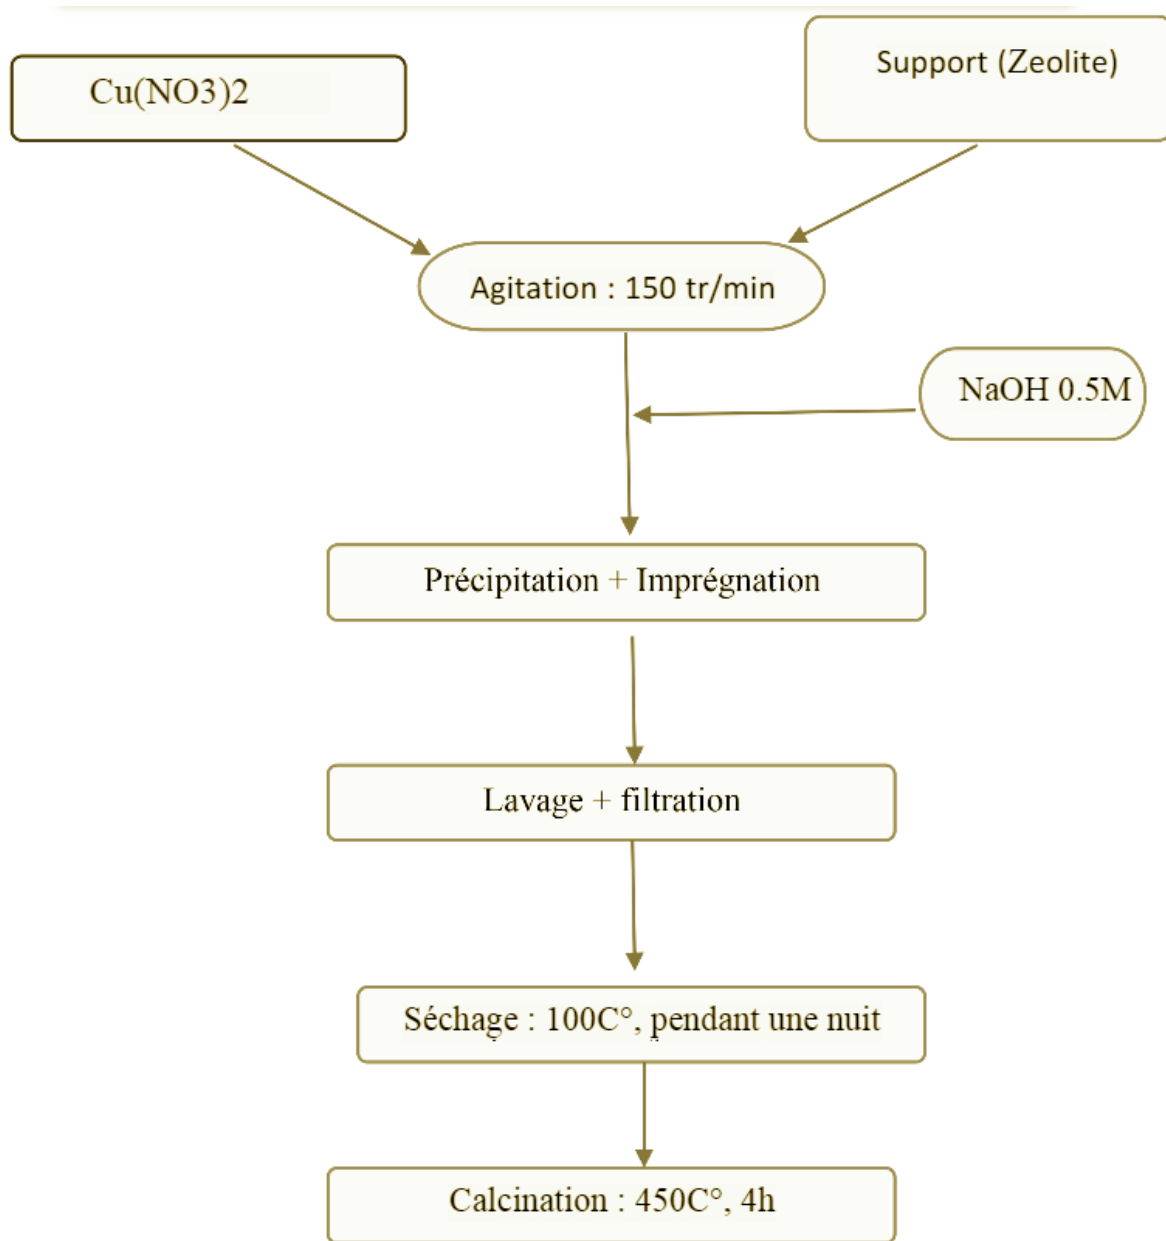 Cu(NO3)2
Support (Zeolite)
Agitation : 150 tr/min
NaOH 0.5M
Précipitation + Imprégnation
Lavage + filtration
Séchage : 100C°, pendant une nuit
Calcination : 450C°, 4h